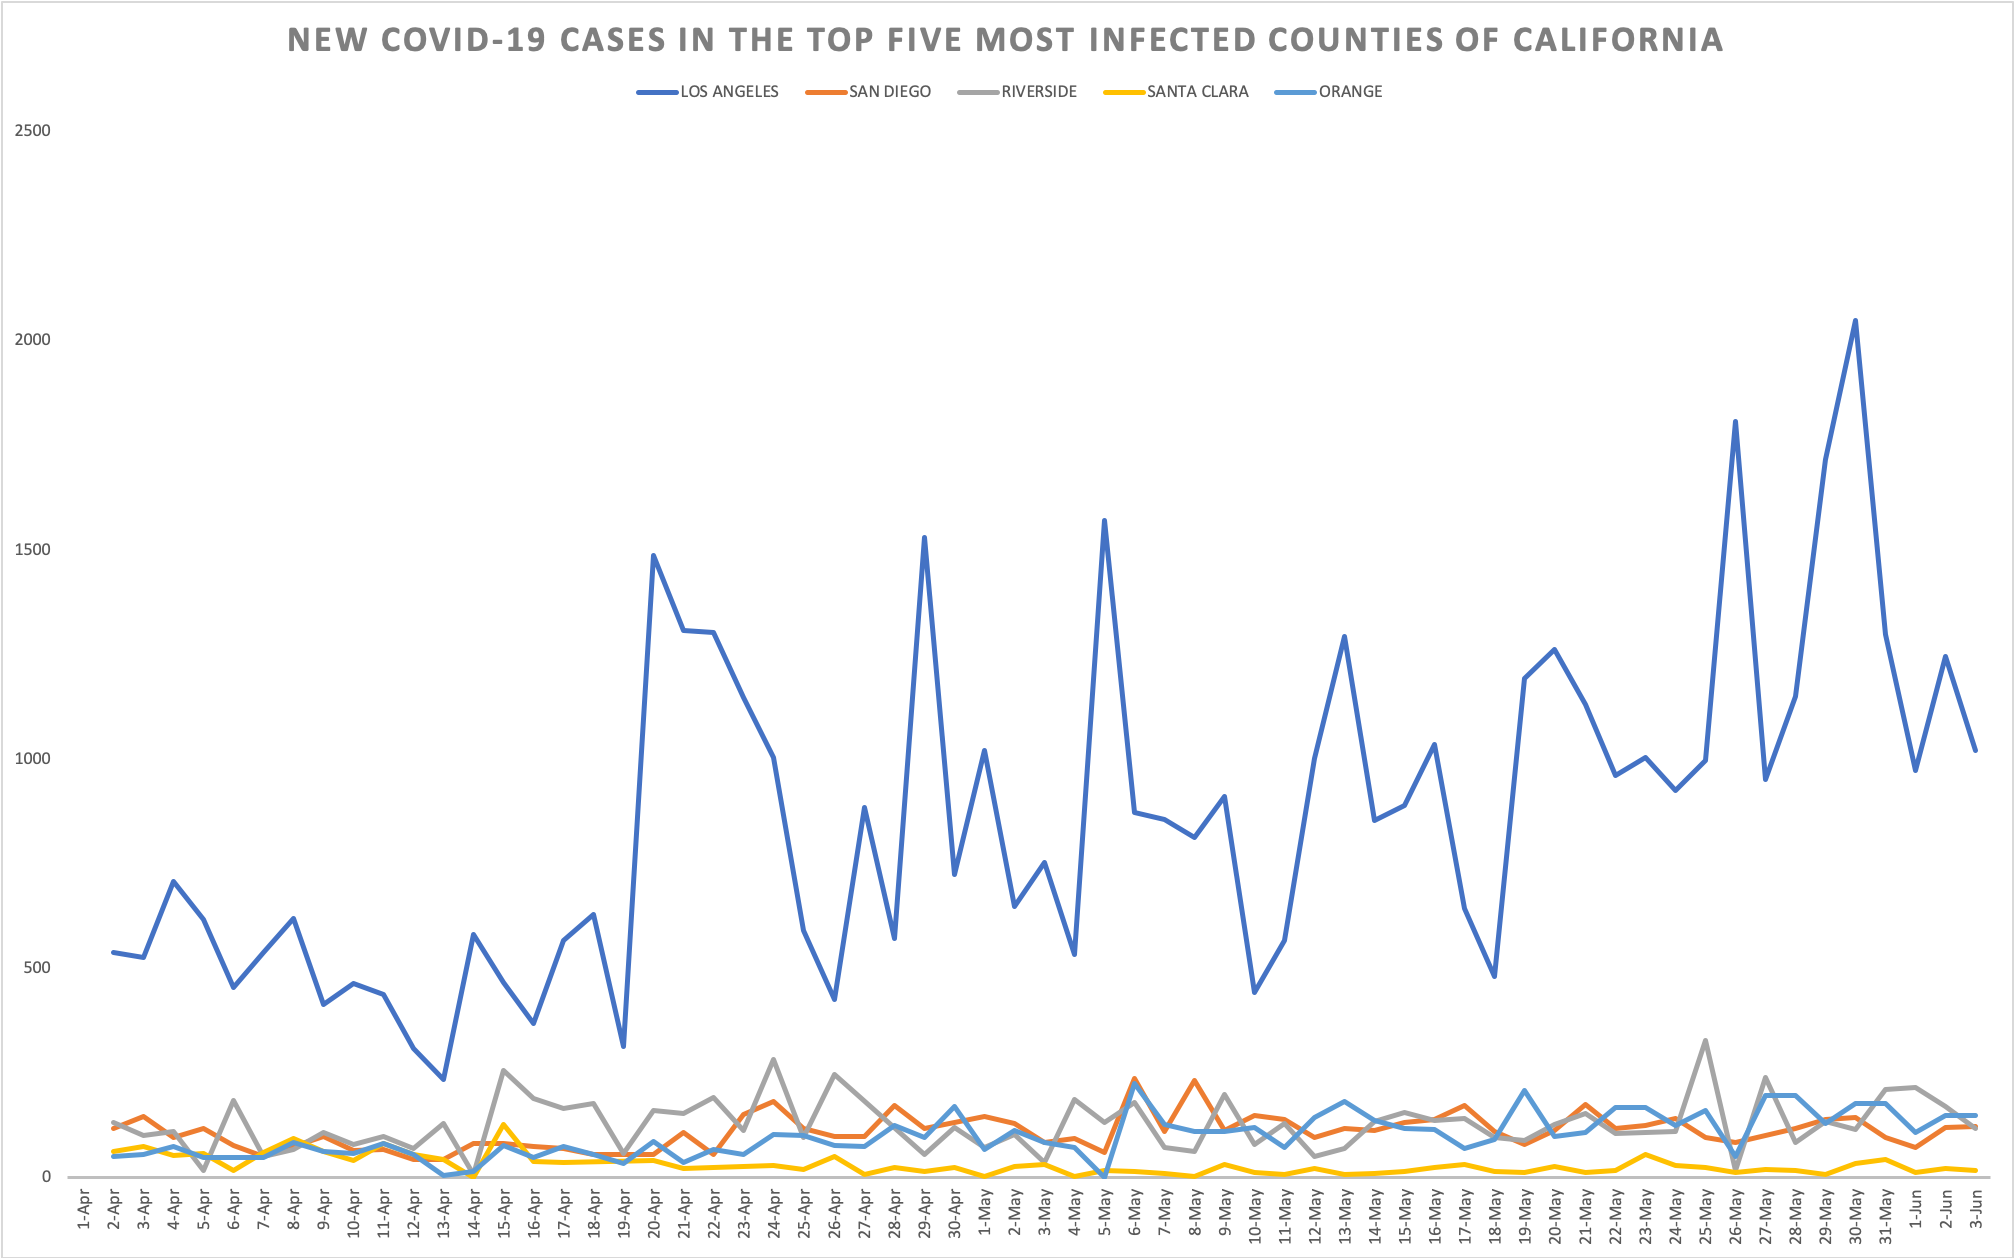 NEW COVID-19 CASES IN THE TOP FIVE MOST INFECTED COUNTIES OF CALIFORNIA
LOS ANGELES SAN DIEGO RIVERSIDE SANTA CLARA ORANGE
2500
2000
1500
1000
500
0
1-Apr
2-Apr
3-Apr
4-Apr
5-Apr
6-Apr
7-Apr
8-Apr
9-Apr
10-Apr
11-Apr
12-Apr
13-Apr
14-Apr
15-Apr
16-Apr
17-Apr
18-Apr
19-Apr
20-Apr
21-Apr
22-Apr
23-Apr
24-Apr
25-Apr
26-Apr
27-Apr
28-Apr
29-Apr
30-Apr
1-May
2-May
3-May
4-May
5-May
6-May
7-May
8-May
9-May
10-May
11-May
12-May
13-May
14-May
15-May
16-May
17-May
18-May
19-May
20-May
21-May
22-May
23-May
24-May
25-May
26-May
27-May
28-May
29-May
30-May
31-May
1-Jun
2-Jun
3-Jun